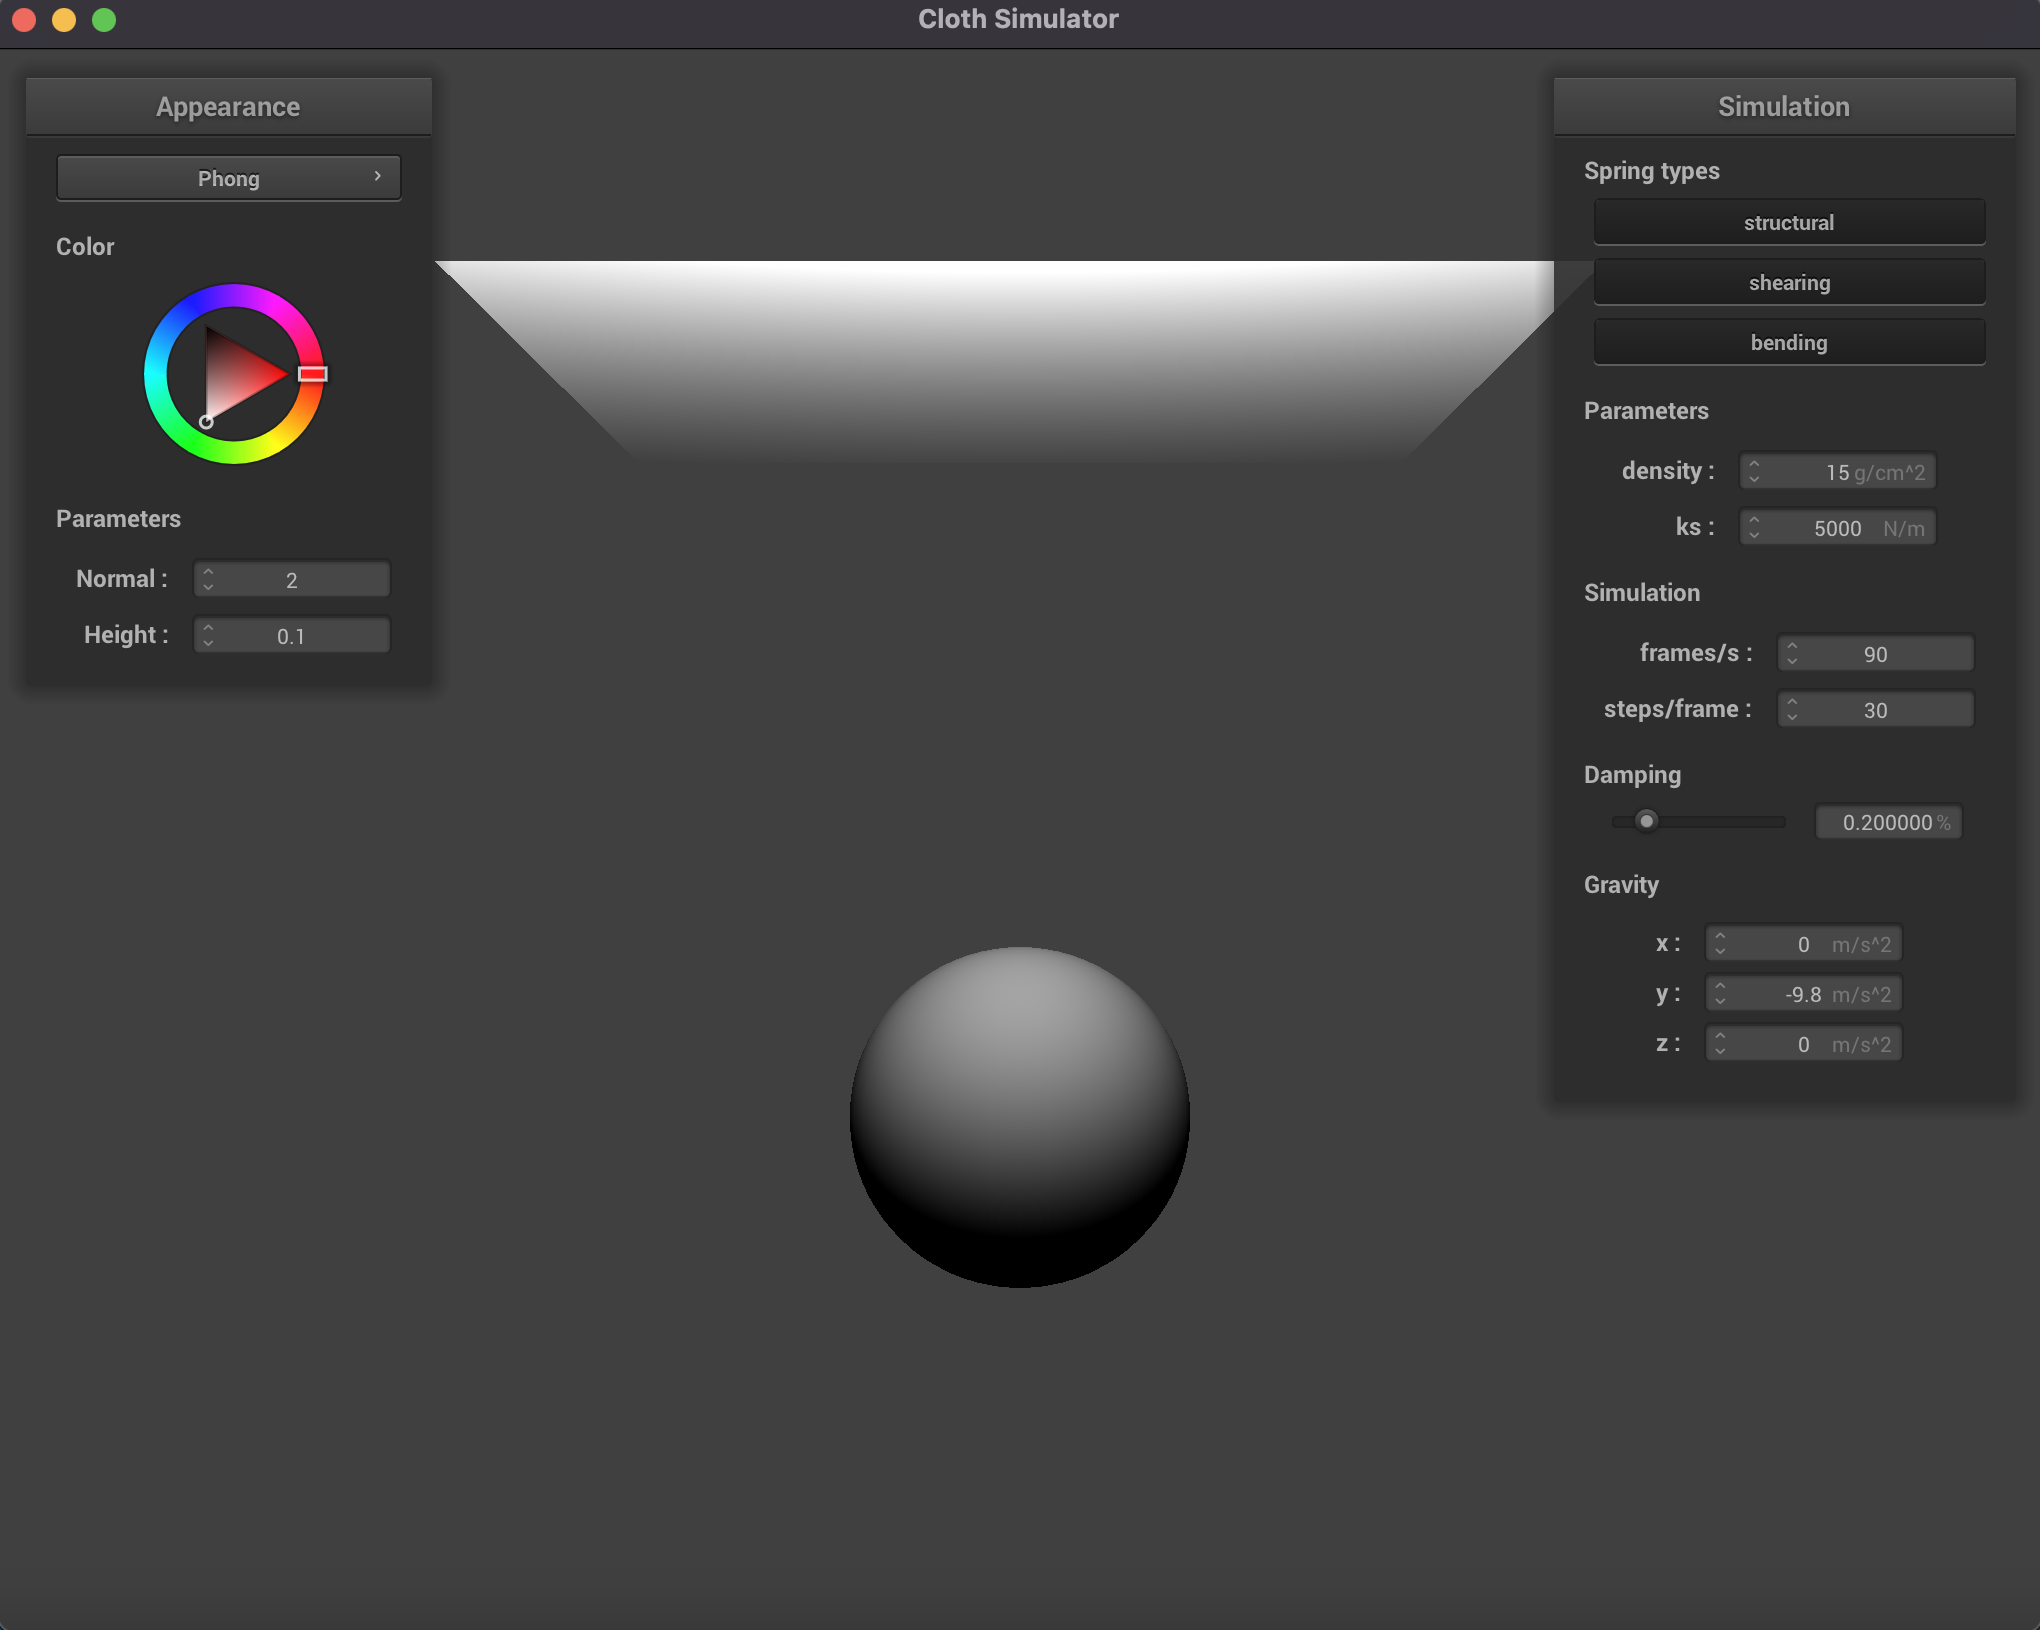 Cloth Simulator
Appearance
Phong
Color
Parameters
Normal : 2
Height : 0.1
Simulation
Spring types
structural
shearing
bending
Parameters
density : 15 g/cm^2
ks : 5000 N/m
Simulation
frames/s : 90
steps/frame : 30
Damping
0.200000 %
Gravity
x : 0 m/s^2
y : -9.8 m/s^2
z : 0 m/s^2